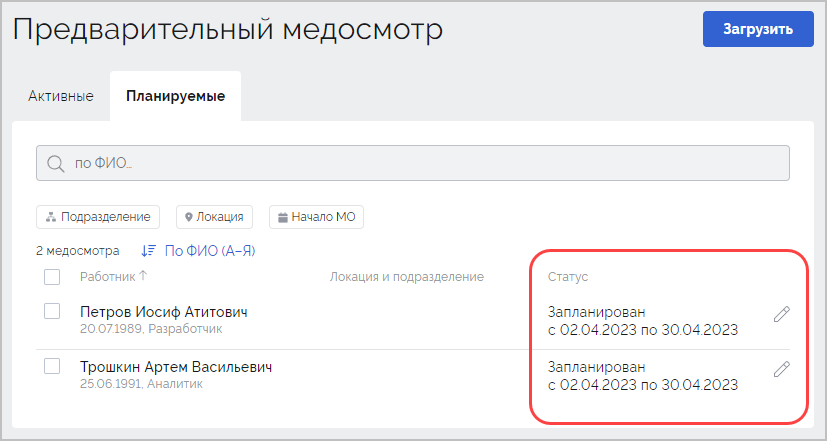 Предварительный медосмотр
Загрузить
Активные
Планируемые
по ФИО...
Подразделение
Локация
Начало МО
2 медосмотра
По ФИО (А–Я)
Работник ↑
Локация и подразделение
Статус
Петров Иосиф Атитович
20.07.1989, Разработчик
Запланирован
с 02.04.2023 по 30.04.2023
Трошкин Артем Васильевич
25.06.1991, Аналитик
Запланирован
с 02.04.2023 по 30.04.2023